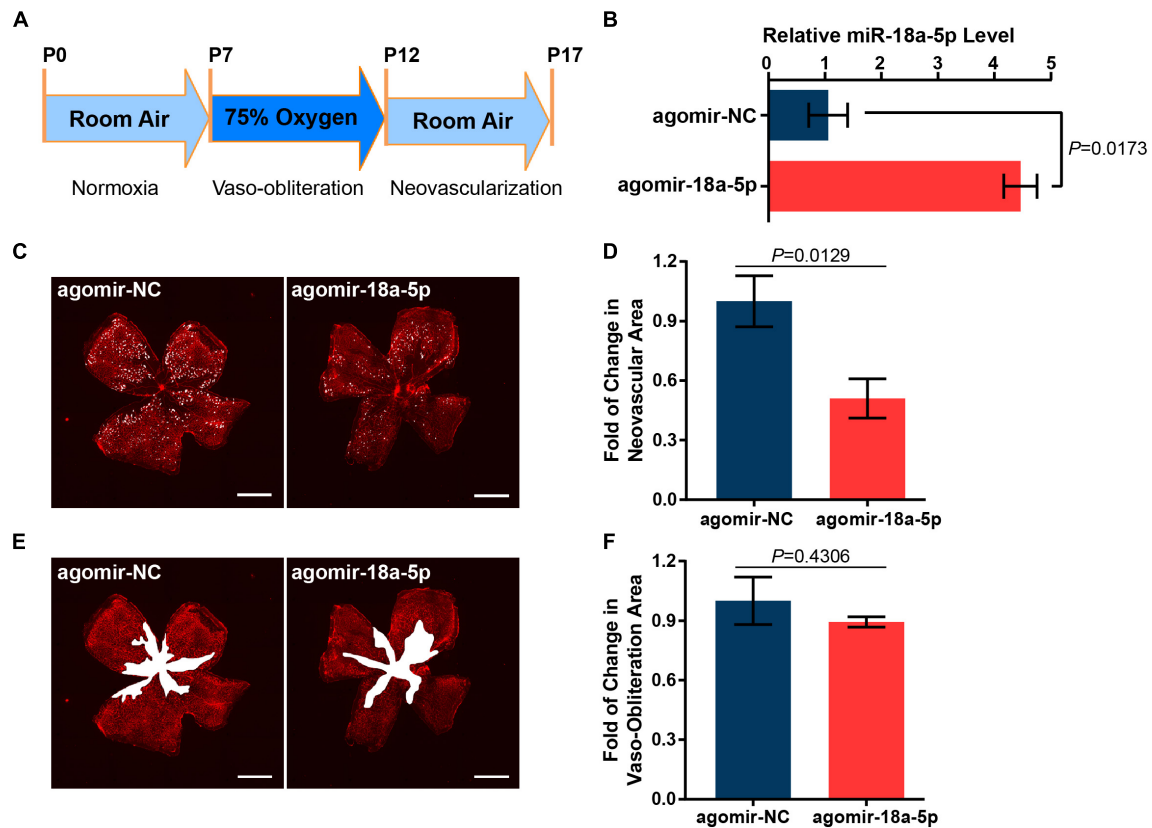 A
P0 P7 P12 P17
Room Air 75% Oxygen Room Air
Normoxia Vaso-obliteration Neovascularization
B
Relative miR-18a-5p Level
0 1 2 3 4 5
agomir-NC
agomir-18a-5p
P=0.0173
C
agomir-NC agomir-18a-5p
D
P=0.0129
Fold of Change in
Neovascular Area
1.2
0.9
0.6
0.3
0.0
agomir-NC agomir-18a-5p
E
agomir-NC agomir-18a-5p
F
P=0.4306
Fold of Change in
Vaso-Obliteration Area
1.2
0.9
0.6
0.3
0.0
agomir-NC agomir-18a-5p